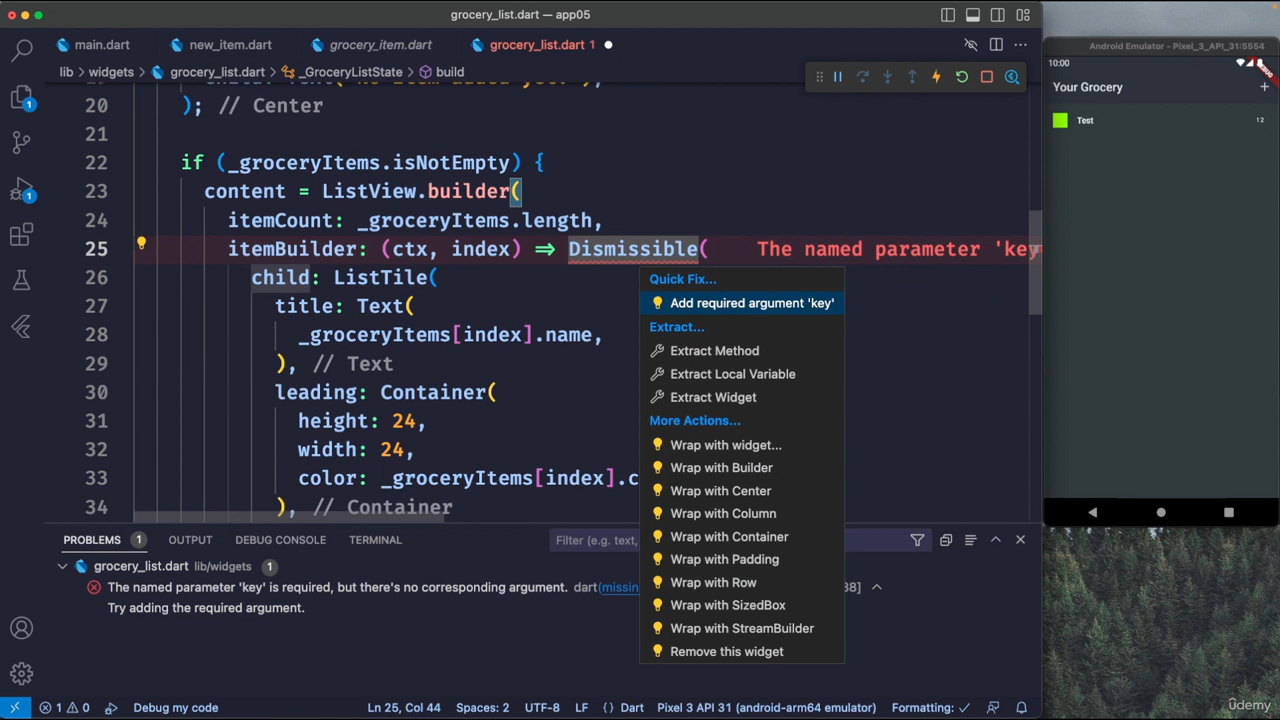 grocery_list.dart — app05
main.dart
new_item.dart
grocery_item.dart
grocery_list.dart 1
lib > widgets > grocery_list.dart > _GroceryListState > build
20 ); // Center
21
22 if (_groceryItems.isNotEmpty) {
23 content = ListView.builder(
24 itemCount: _groceryItems.length,
25 itemBuilder: (ctx, index) => Dismissible( The named parameter 'key
26 child: ListTile(
27 title: Text(
28 _groceryItems[index].name,
29 ), // Text
30 leading: Container(
31 height: 24,
32 width: 24,
33 color: _groceryItems[index].c
34 ), // Container
Quick Fix...
Add required argument 'key'
Extract...
Extract Method
Extract Local Variable
Extract Widget
More Actions...
Wrap with widget...
Wrap with Builder
Wrap with Center
Wrap with Column
Wrap with Container
Wrap with Padding
Wrap with Row
Wrap with SizedBox
Wrap with StreamBuilder
Remove this widget
PROBLEMS 1 OUTPUT DEBUG CONSOLE TERMINAL
Filter (e.g. text,
grocery_list.dart lib/widgets 1
The named parameter 'key' is required, but there's no corresponding argument. dart(missin 38]
Try adding the required argument.
1 0 Debug my code Ln 25, Col 44 Spaces: 2 UTF-8 LF { } Dart Pixel 3 API 31 (android-arm64 emulator) Formatting: ✓
Android Emulator - Pixel_3_API_31:5554
10:00
DEBUG
Your Grocery +
Test 12
1
1
ûdemy